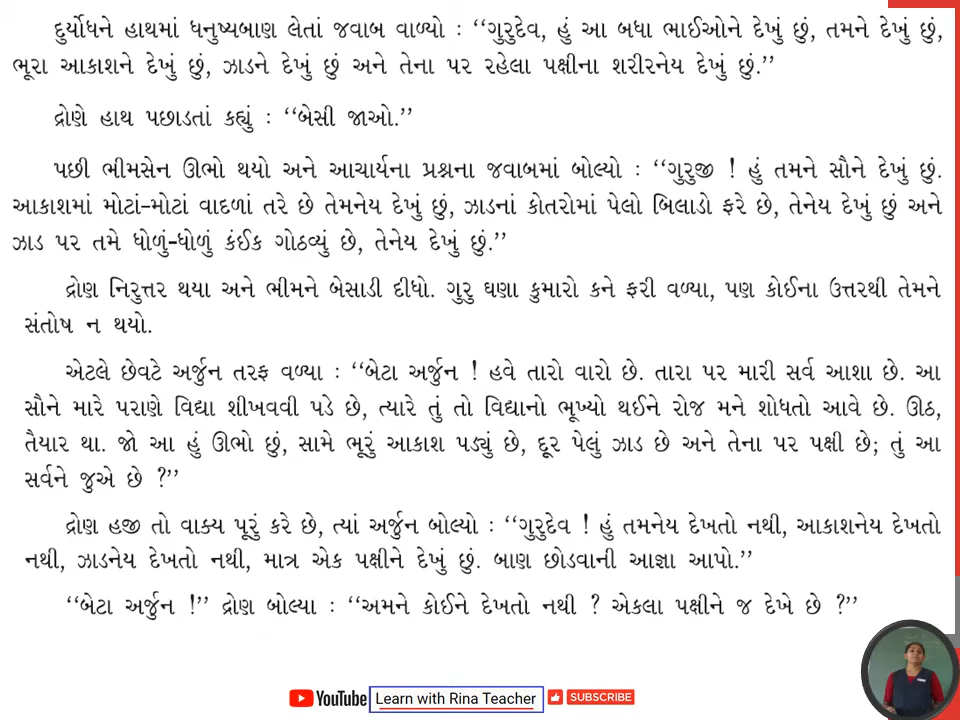 દુર્યોધને હાથમાં ધનુષ્યબાણ લેતાં જવાબ વાળ્યો : ‘‘ગુરુદેવ, હું આ બધા ભાઈઓને દેખું છું, તમને દેખું છું,
ભૂરા આકાશને દેખું છું, ઝાડને દેખું છું અને તેના પર રહેલા પક્ષીના શરીરનેય દેખું છું.’’
દ્રોણે હાથ પછાડતાં કહ્યું : ‘‘બેસી જાઓ.’’
પછી ભીમસેન ઊભો થયો અને આચાર્યના પ્રશ્નના જવાબમાં બોલ્યો : ‘‘ગુરુજી ! હું તમને સૌને દેખું છું.
આકાશમાં મોટાં-મોટાં વાદળાં તરે છે તેમનેય દેખું છું, ઝાડનાં કોતરોમાં પેલો બિલાડો ફરે છે, તેનેય દેખું છું અને
ઝાડ પર તમે ધોળું-ધોળું કંઈક ગોઠવ્યું છે, તેનેય દેખું છું.’’
દ્રોણ નિરુત્તર થયા અને ભીમને બેસાડી દીધો. ગુરુ ઘણા કુમારો કને ફરી વળ્યા, પણ કોઈના ઉત્તરથી તેમને
સંતોષ ન થયો.
એટલે છેવટે અર્જુન તરફ વળ્યા : ‘‘બેટા અર્જુન ! હવે તારો વારો છે. તારા પર મારી સર્વ આશા છે. આ
સૌને મારે પરાણે વિદ્યા શીખવવી પડે છે, ત્યારે તું તો વિદ્યાનો ભૂખ્યો થઈને રોજ મને શોધતો આવે છે. ઊઠ,
તૈયાર થા. જો આ હું ઊભો છું, સામે ભૂરું આકાશ પડ્યું છે, દૂર પેલું ઝાડ છે અને તેના પર પક્ષી છે; તું આ
સર્વને જુએ છે ?’’
દ્રોણ હજી તો વાક્ય પૂરું કરે છે, ત્યાં અર્જુન બોલ્યો : ‘‘ગુરુદેવ ! હું તમનેય દેખતો નથી, આકાશનેય દેખતો
નથી, ઝાડનેય દેખતો નથી, માત્ર એક પક્ષીને દેખું છું. બાણ છોડવાની આજ્ઞા આપો.’’
‘‘બેટા અર્જુન !’’ દ્રોણ બોલ્યા : ‘‘અમને કોઈને દેખતો નથી ? એકલા પક્ષીને જ દેખે છે ?’’
YouTube Learn with Rina Teacher SUBSCRIBE